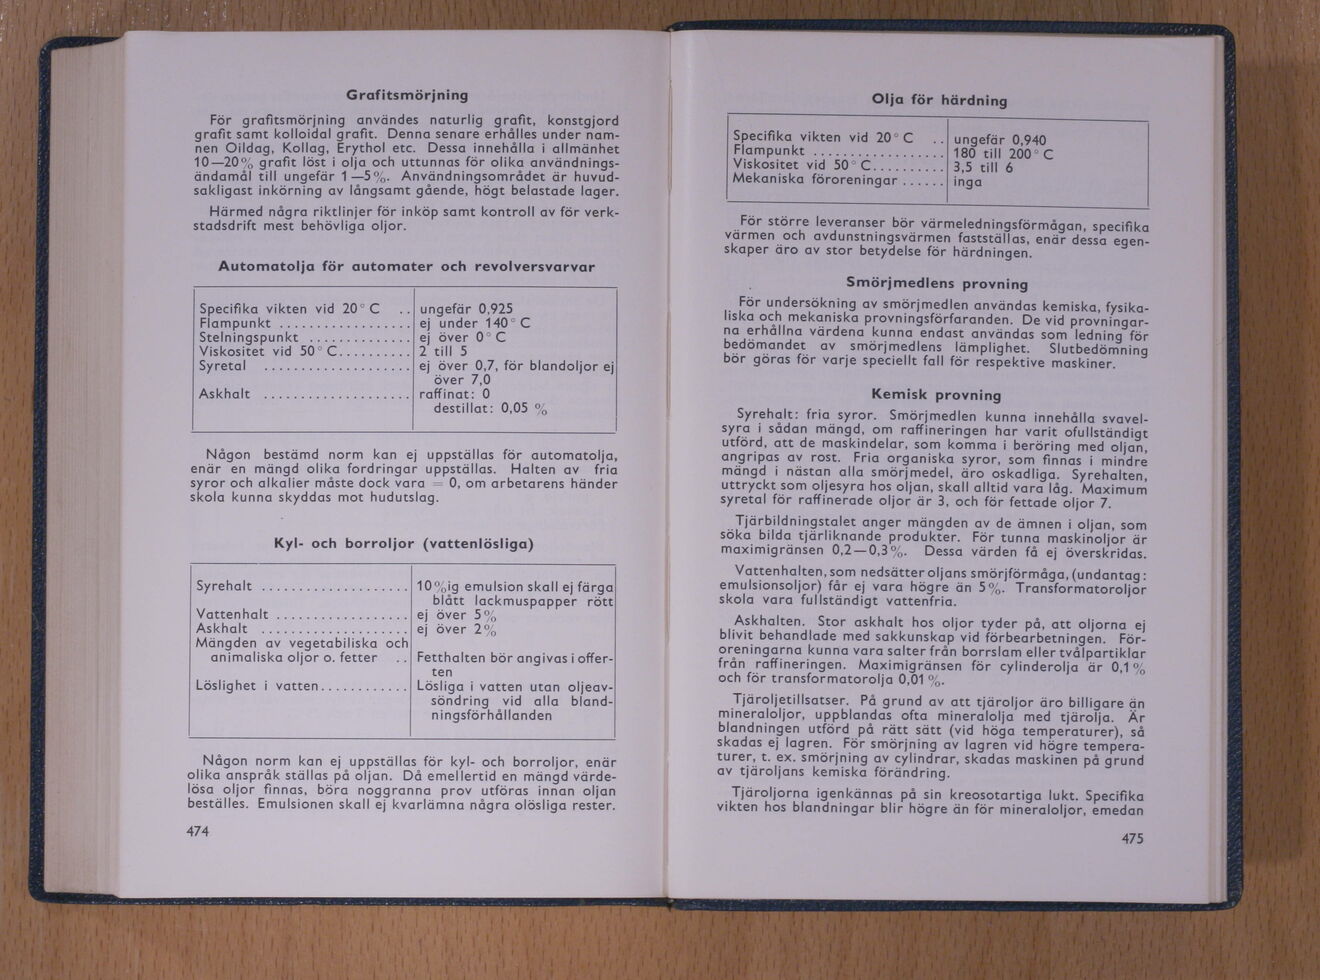 Grafitsmörjning
För grafitsmörjning användes naturlig grafit, konstgjord
grafit samt kolloidal grafit. Denna senare erhålles under nam-
nen Oildag, Kollag, Erythol etc. Dessa innehålla i allmänhet
10—20% grafit löst i olja och uttunnas för olika användnings-
ändamål till ungefär 1—5%. Användningsområdet är huvud-
sakligast inkörning av långsamt gående, högt belastade lager.
Härmed några riktlinjer för inköp samt kontroll av för verk-
stadsdrift mest behövliga oljor.
Automatolja för automater och revolversvarvar
Specifika vikten vid 20° C .. ungefär 0,925
Flampunkt .................. ej under 140° C
Stelningspunkt .............. ej över 0° C
Viskositet vid 50° C.......... 2 till 5
Syretal .................... ej över 0,7, för blandoljor ej
över 7,0
Askhalt .................... raffinat: 0
destillat: 0,05 %
Någon bestämd norm kan ej uppställas för automatolja,
enär en mängd olika fordringar uppställas. Halten av fria
syror och alkalier måste dock vara = 0, om arbetarens händer
skola kunna skyddas mot hudutslag.
Kyl- och borroljor (vattenlösliga)
Syrehalt .................... 10%ig emulsion skall ej färga
blått lackmuspapper rött
Vattenhalt .................. ej över 5%
Askhalt .................... ej över 2%
Mängden av vegetabiliska och
animaliska oljor o. fetter .. Fetthalten bör angivas i offer-
ten
Löslighet i vatten............ Lösliga i vatten utan oljeav-
söndring vid alla bland-
ningsförhållanden
Någon norm kan ej uppställas för kyl- och borroljor, enär
olika anspråk ställas på oljan. Då emellertid en mängd värde-
lösa oljor finnas, böra noggranna prov utföras innan oljan
beställes. Emulsionen skall ej kvarlämna några olösliga rester.
474
Olja för härdning
Specifika vikten vid 20° C .. ungefär 0,940
Flampunkt .................. 180 till 200° C
Viskositet vid 50° C.......... 3,5 till 6
Mekaniska föroreningar ...... inga
För större leveranser bör värmeledningsförmågan, specifika
värmen och avdunstningsvärmen fastställas, enär dessa egen-
skaper äro av stor betydelse för härdningen.
Smörjmedlens provning
För undersökning av smörjmedlen användas kemiska, fysika-
liska och mekaniska provningsförfaranden. De vid provningar-
na erhållna värdena kunna endast användas som ledning för
bedömandet av smörjmedlens lämplighet. Slutbedömning
bör göras för varje speciellt fall för respektive maskiner.
Kemisk provning
Syrehalt: fria syror. Smörjmedlen kunna innehålla svavel-
syra i sådan mängd, om raffineringen har varit ofullständigt
utförd, att de maskindelar, som komma i beröring med oljan,
angripas av rost. Fria organiska syror, som finnas i mindre
mängd i nästan alla smörjmedel, äro oskadliga. Syrehalten,
uttryckt som oljesyra hos oljan, skall alltid vara låg. Maximum
syretal för raffinerade oljor är 3, och för fettade oljor 7.
Tjärbildningstalet anger mängden av de ämnen i oljan, som
söka bilda tjärliknande produkter. För tunna maskinoljor är
maximigränsen 0,2—0,3%. Dessa värden få ej överskridas.
Vattenhalten, som nedsätter oljans smörjförmåga, (undantag:
emulsionsoljor) får ej vara högre än 5%. Transformatoroljor
skola vara fullständigt vattenfria.
Askhalten. Stor askhalt hos oljor tyder på, att oljorna ej
blivit behandlade med sakkunskap vid förbearbetningen. För-
oreningarna kunna vara salter från borrslam eller tvålpartiklar
från raffineringen. Maximigränsen för cylinderolja är 0,1%
och för transformatorolja 0,01%.
Tjäroljetillsatser. På grund av att tjäroljor äro billigare än
mineraloljor, uppblandas ofta mineralolja med tjärolja. Är
blandningen utförd på rätt sätt (vid höga temperaturer), så
skadas ej lagren. För smörjning av lagren vid högre tempera-
turer, t. ex. smörjning av cylindrar, skadas maskinen på grund
av tjäroljans kemiska förändring.
Tjäroljorna igenkännas på sin kreosotartiga lukt. Specifika
vikten hos blandningar blir högre än för mineraloljor, emedan
475